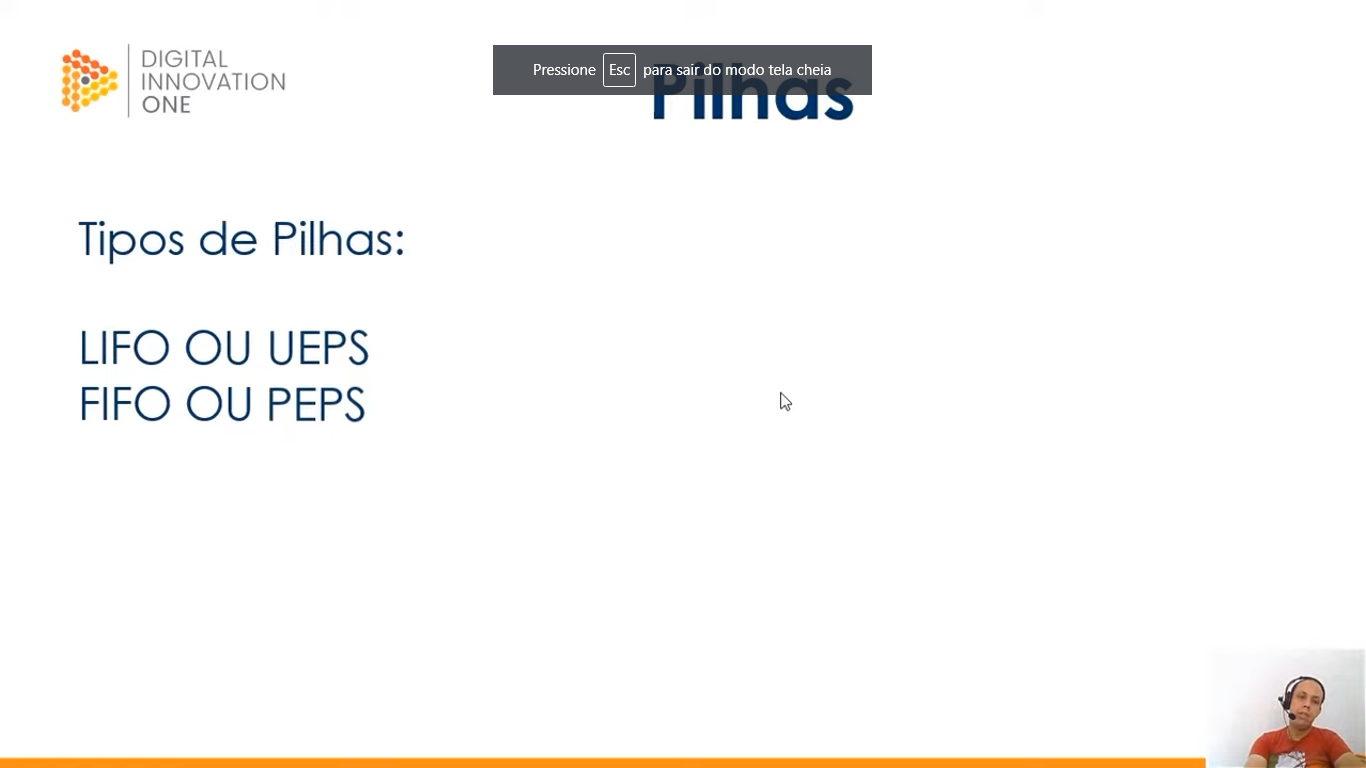 DIGITAL
INNOVATION
ONE
Pressione Esc para sair do modo tela cheia
Pilhas
Tipos de Pilhas:
LIFO OU UEPS
FIFO OU PEPS